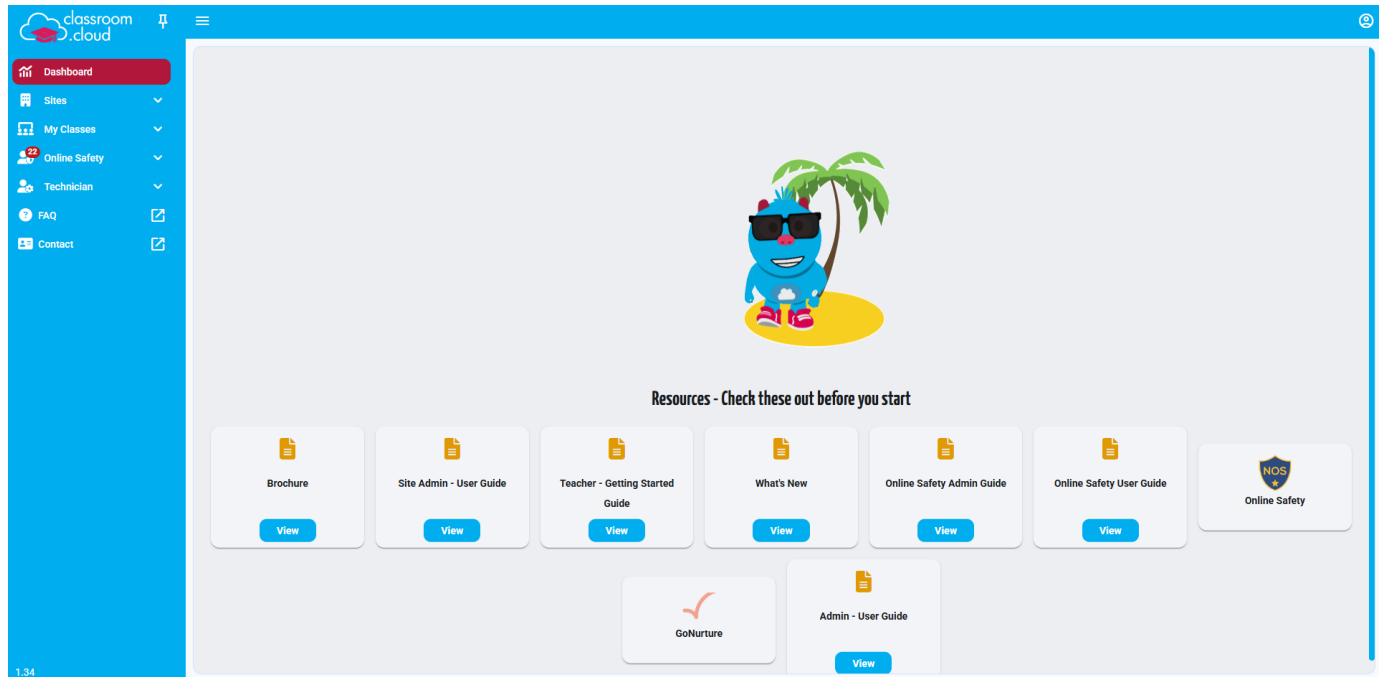 classroom
.cloud
Dashboard
Sites
My Classes
22
Online Safety
Technician
FAQ
Contact
1.34
Resources - Check these out before you start
Brochure
View
Site Admin - User Guide
View
Teacher - Getting Started
Guide
View
What's New
View
Online Safety Admin Guide
View
Online Safety User Guide
View
NOS
Online Safety
GoNurture
Admin - User Guide
View